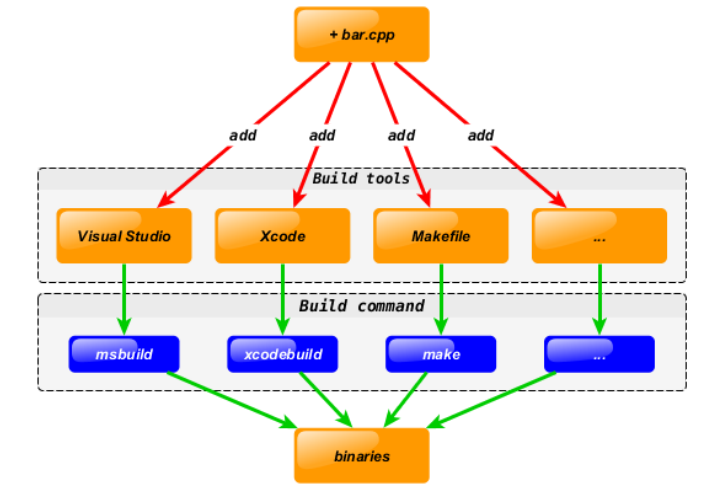 + bar.cpp
add add add add
Build tools
Visual Studio Xcode Makefile ...
Build command
msbuild xcodebuild make ...
binaries